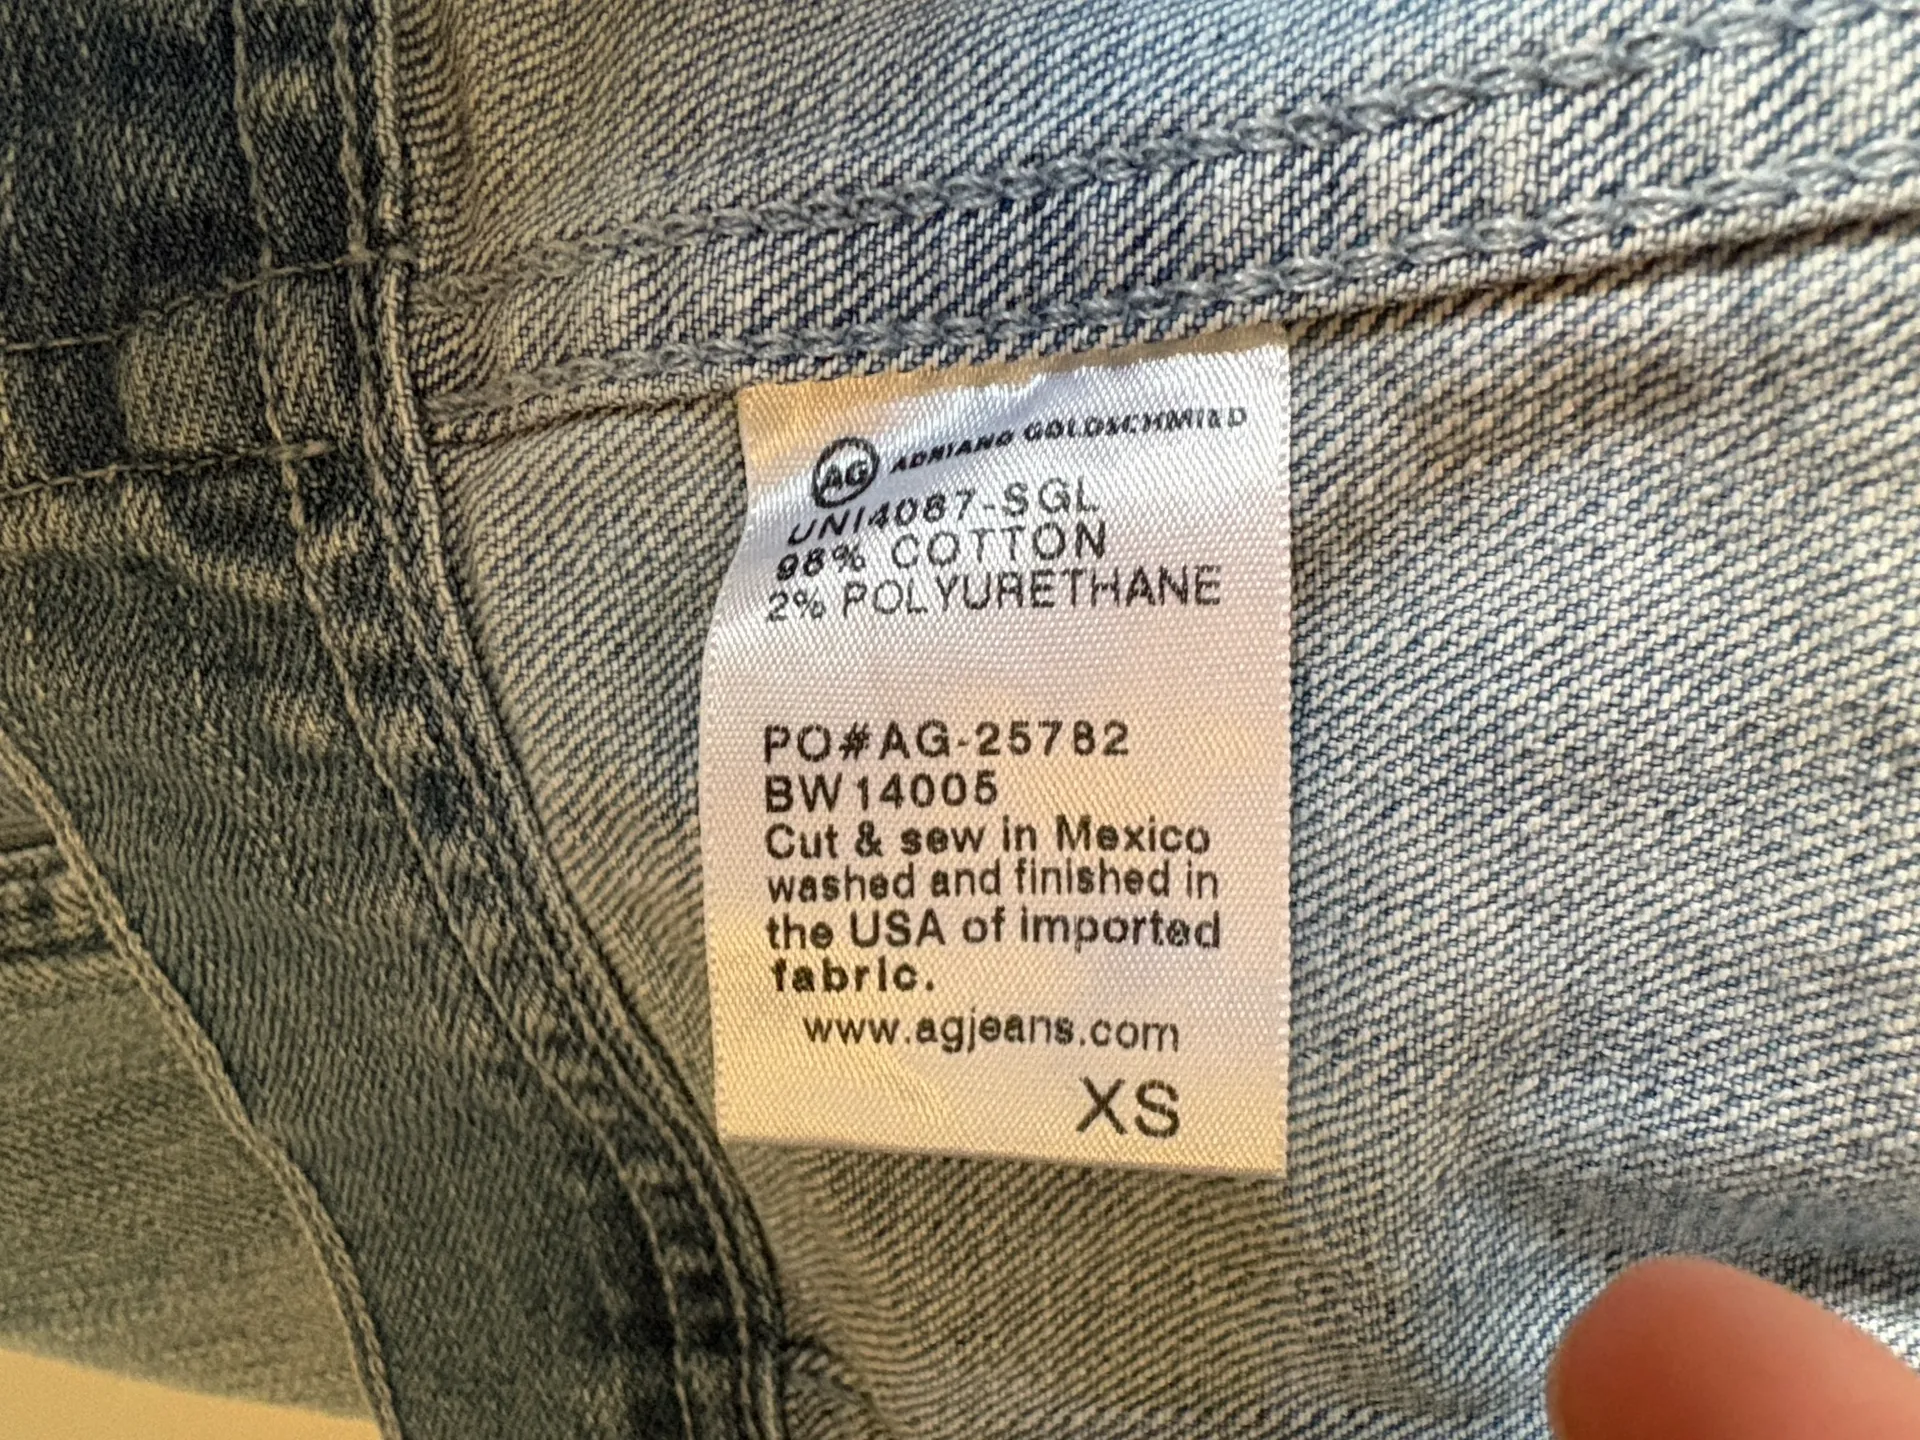 AG ADRIANO GOLDSCHMIED
UNI4087-SGL
98% COTTON
2% POLYURETHANE
PO#AG-25782
BW14005
Cut & sew in Mexico
washed and finished in
the USA of imported
fabric.
www.agjeans.com
XS